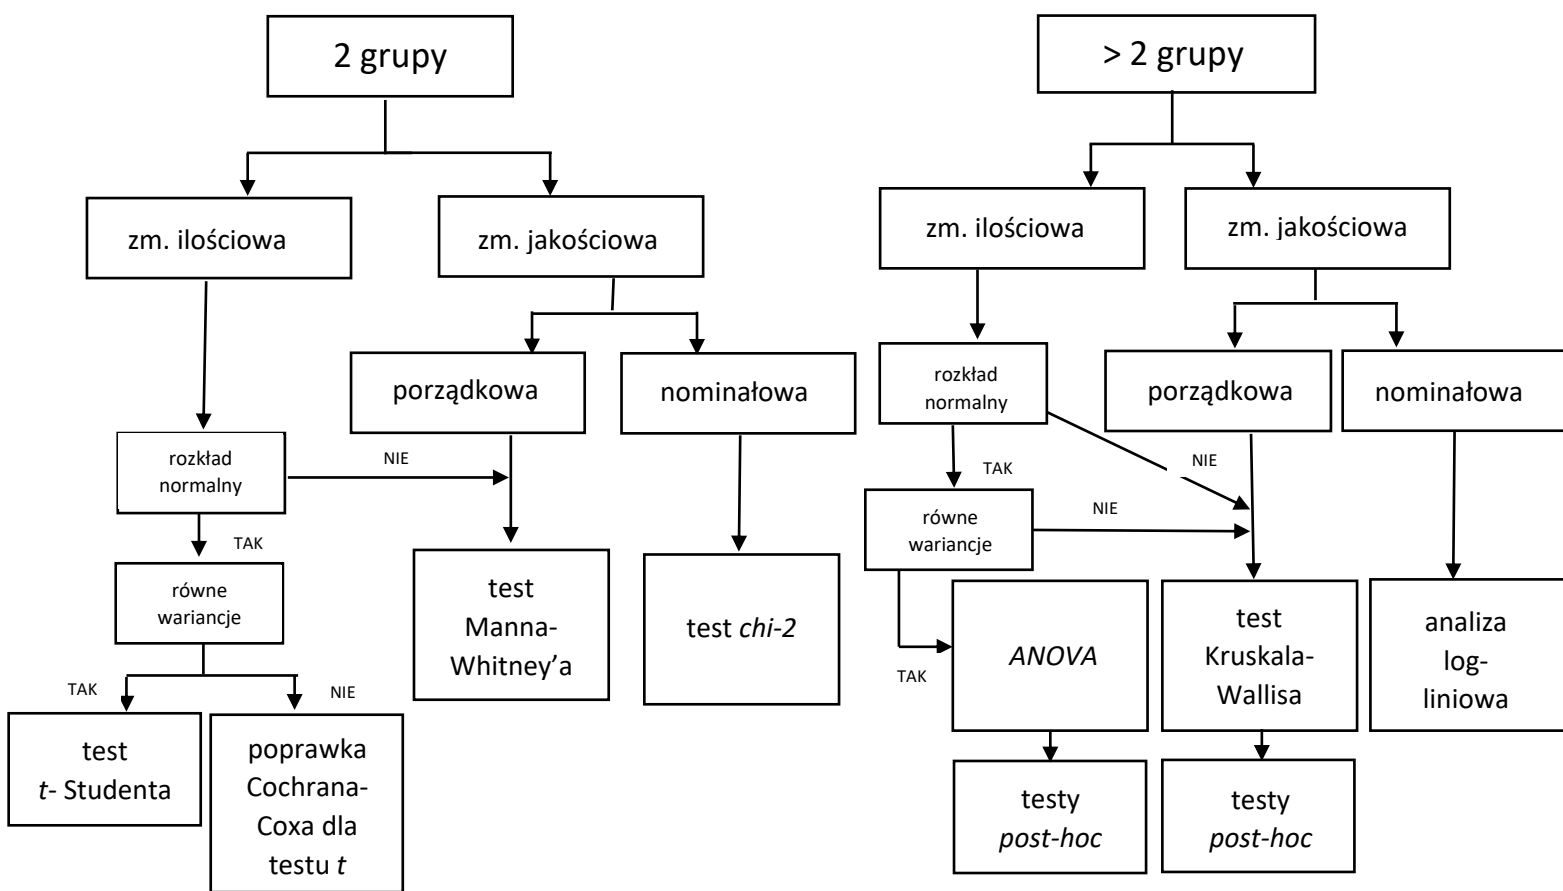 2 grupy
zm. ilościowa
zm. jakościowa
porządkowa
nominałowa
rozkład
normalny
NIE
TAK
równe
wariancje
test
Manna-
Whitney’a
test chi-2
TAK
NIE
test
t- Studenta
poprawka
Cochrana-
Coxa dla
testu t
> 2 grupy
zm. ilościowa
zm. jakościowa
rozkład
normalny
porządkowa
nominałowa
NIE
TAK
równe
wariancje
NIE
TAK
ANOVA
test
Kruskala-
Wallisa
analiza
log-
liniowa
testy
post-hoc
testy
post-hoc